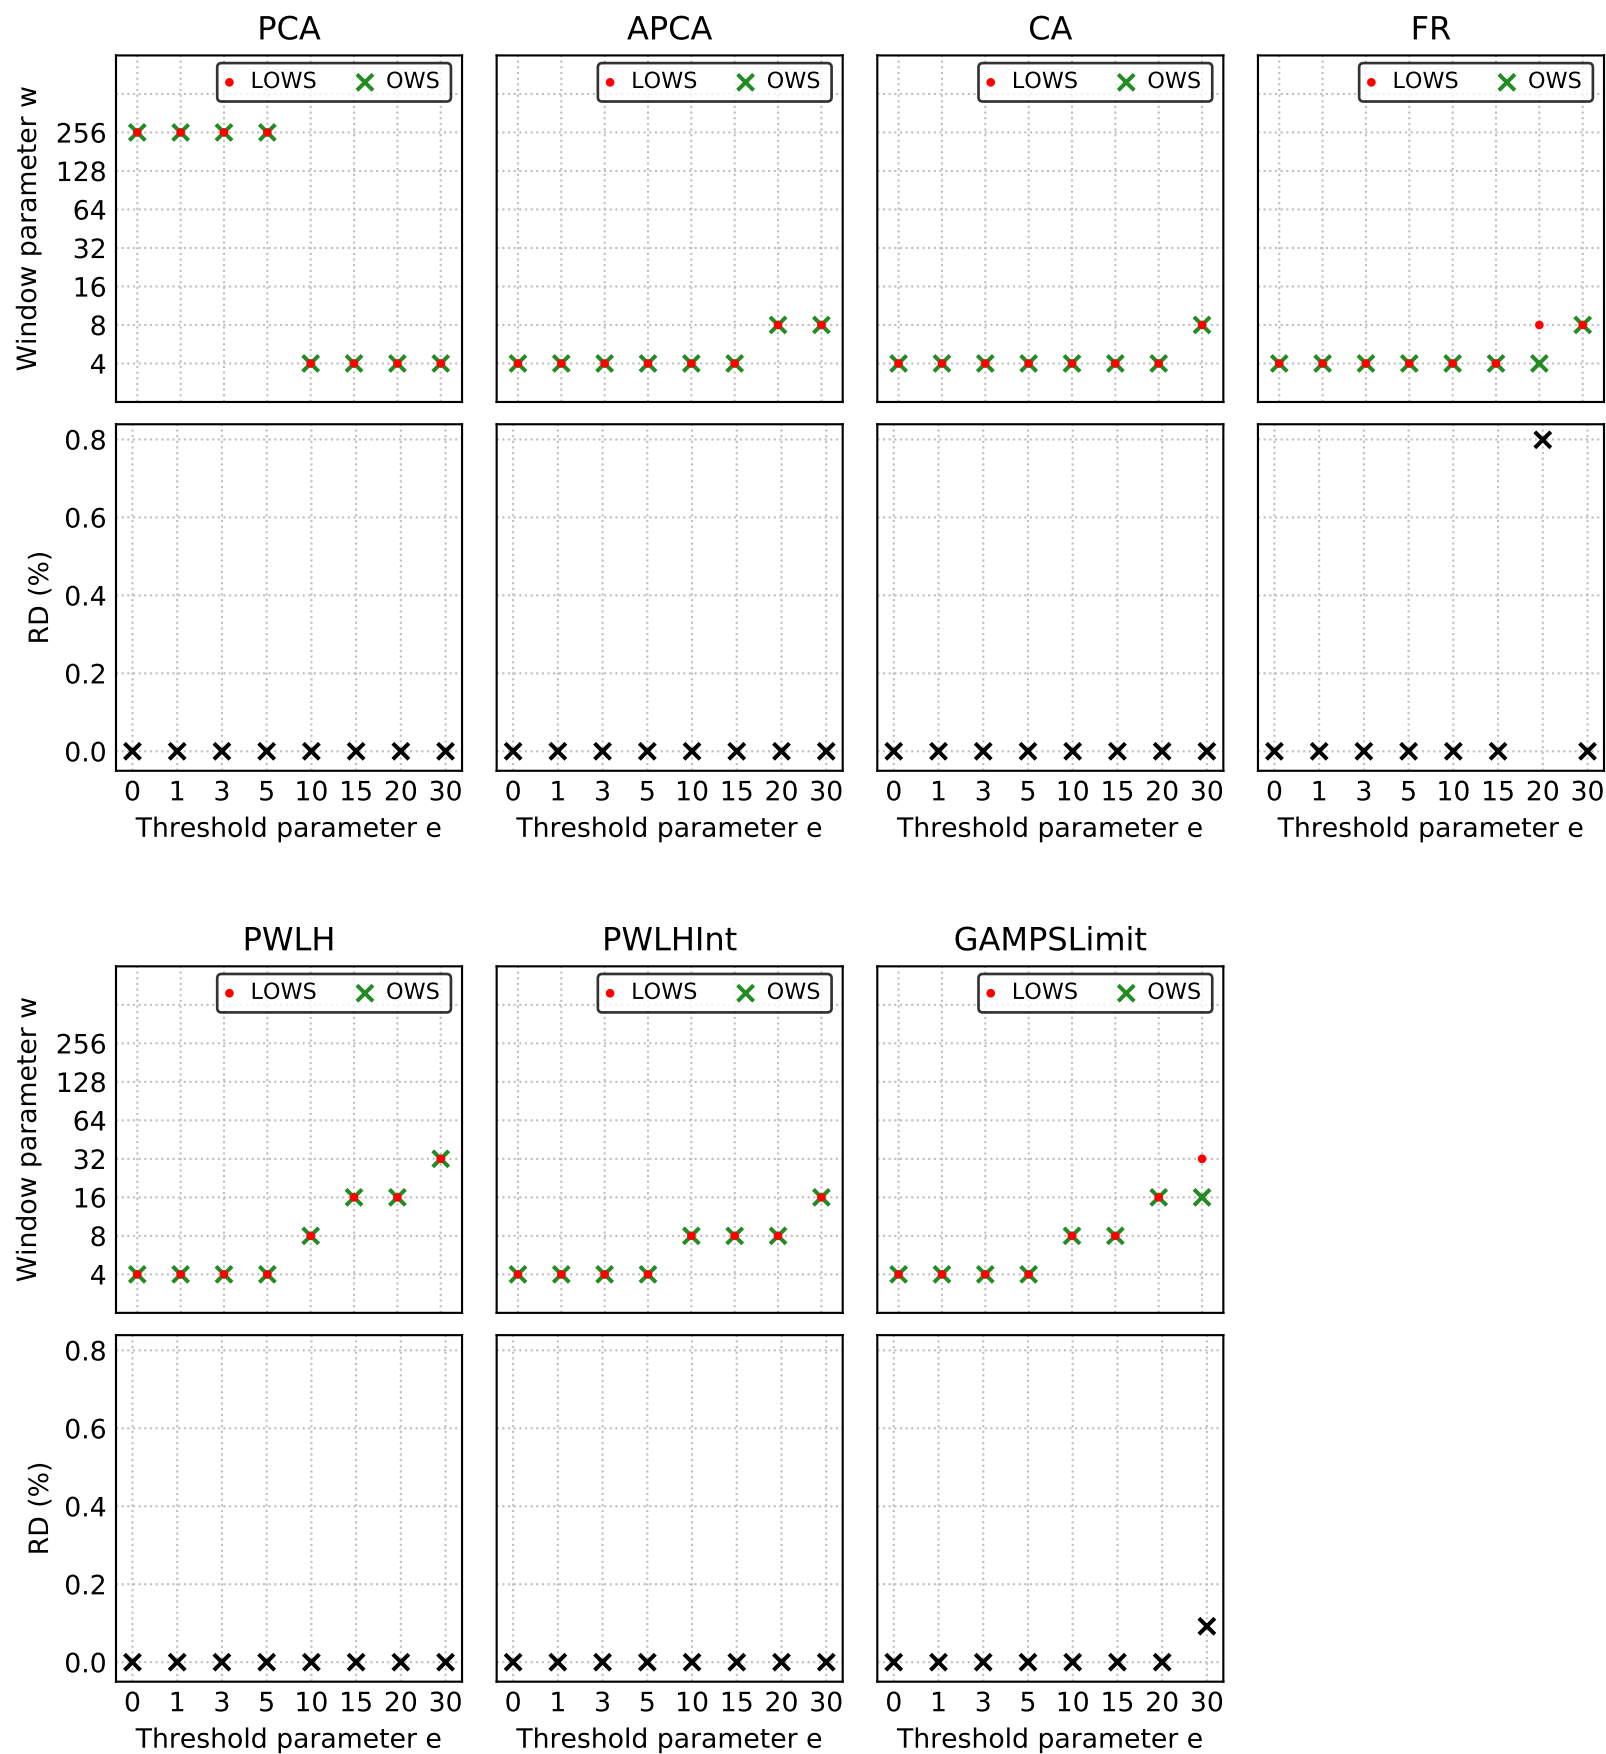 PCA APCA CA FR
LOWS OWS LOWS OWS LOWS OWS LOWS OWS
Window parameter w
256
128
64
32
16
8
4
RD (%)
0.8
0.6
0.4
0.2
0.0
0 1 3 5 10 15 20 30 0 1 3 5 10 15 20 30 0 1 3 5 10 15 20 30 0 1 3 5 10 15 20 30
Threshold parameter e Threshold parameter e Threshold parameter e Threshold parameter e
PWLH PWLHInt GAMPSLimit
LOWS OWS LOWS OWS LOWS OWS
Window parameter w
256
128
64
32
16
8
4
RD (%)
0.8
0.6
0.4
0.2
0.0
0 1 3 5 10 15 20 30 0 1 3 5 10 15 20 30 0 1 3 5 10 15 20 30
Threshold parameter e Threshold parameter e Threshold parameter e